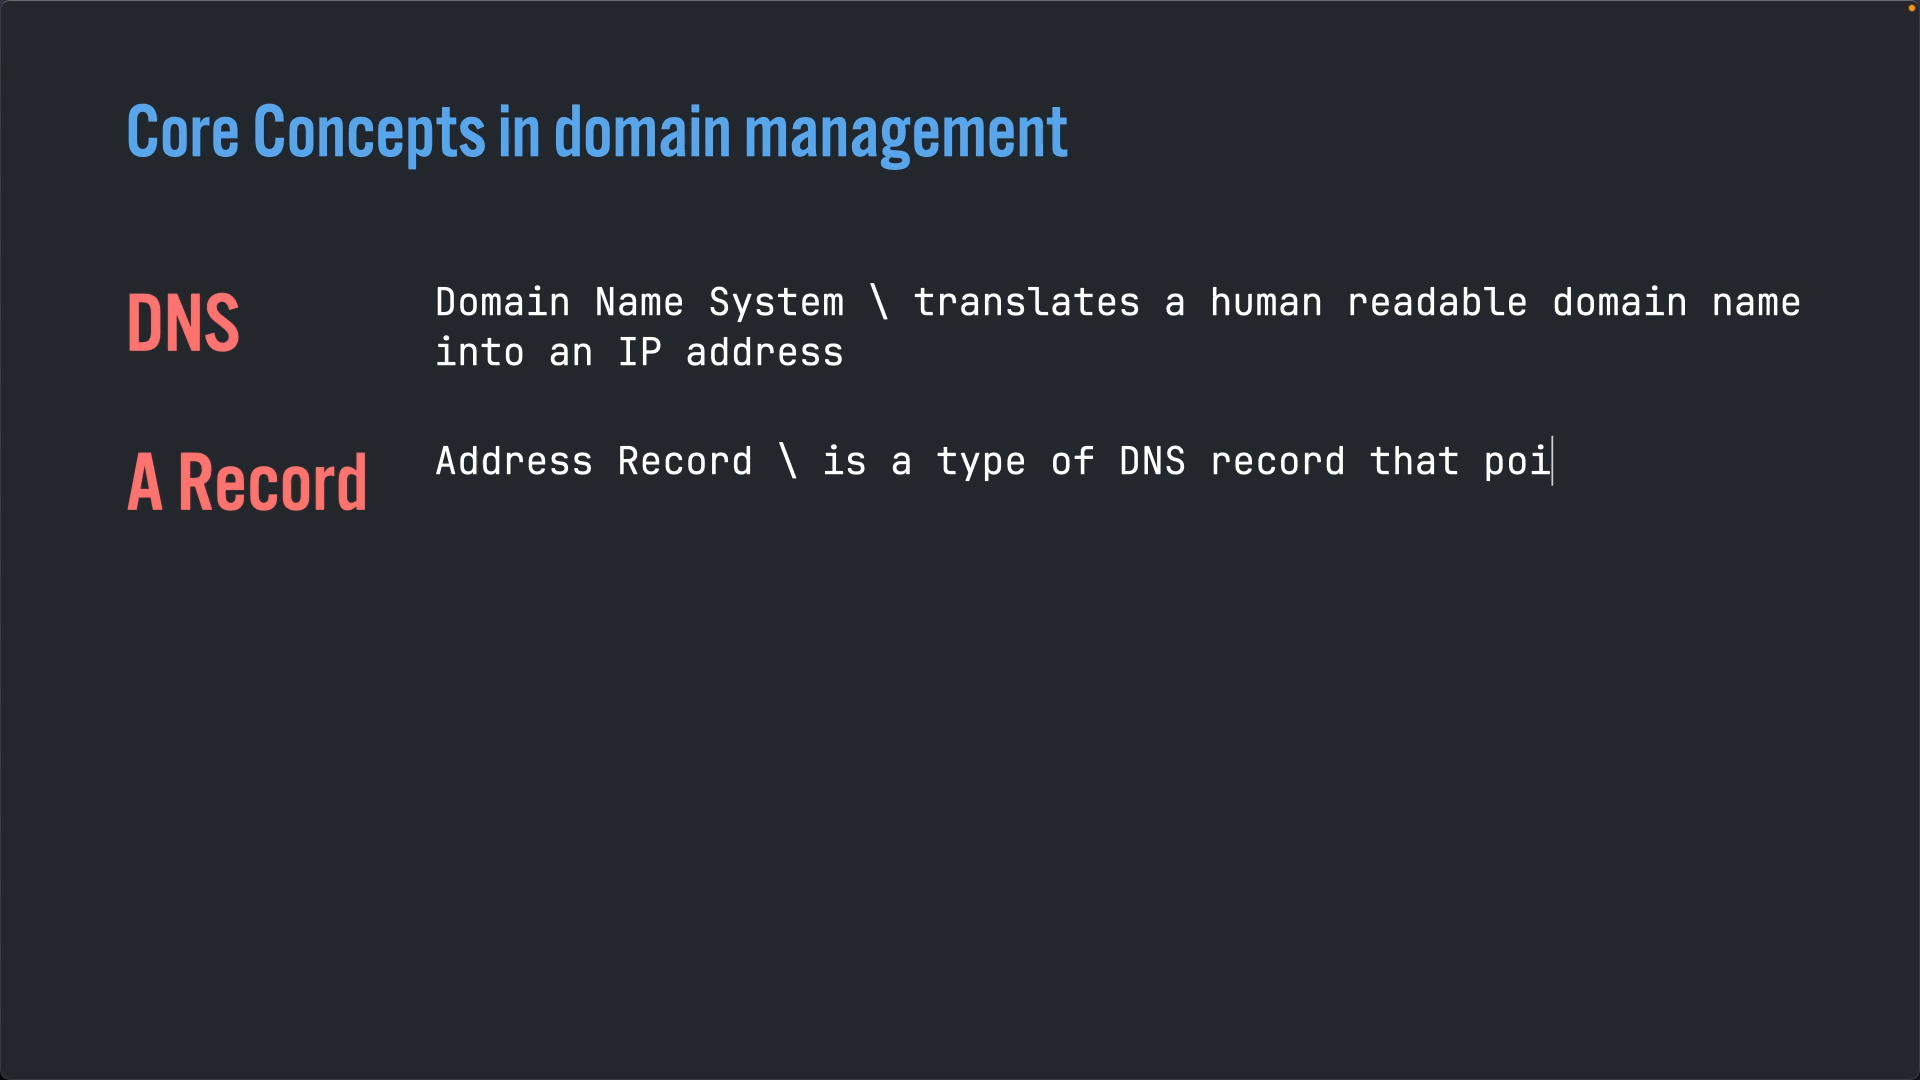 Core Concepts in domain management
DNS
Domain Name System \ translates a human readable domain name
into an IP address
A Record
Address Record \ is a type of DNS record that poi